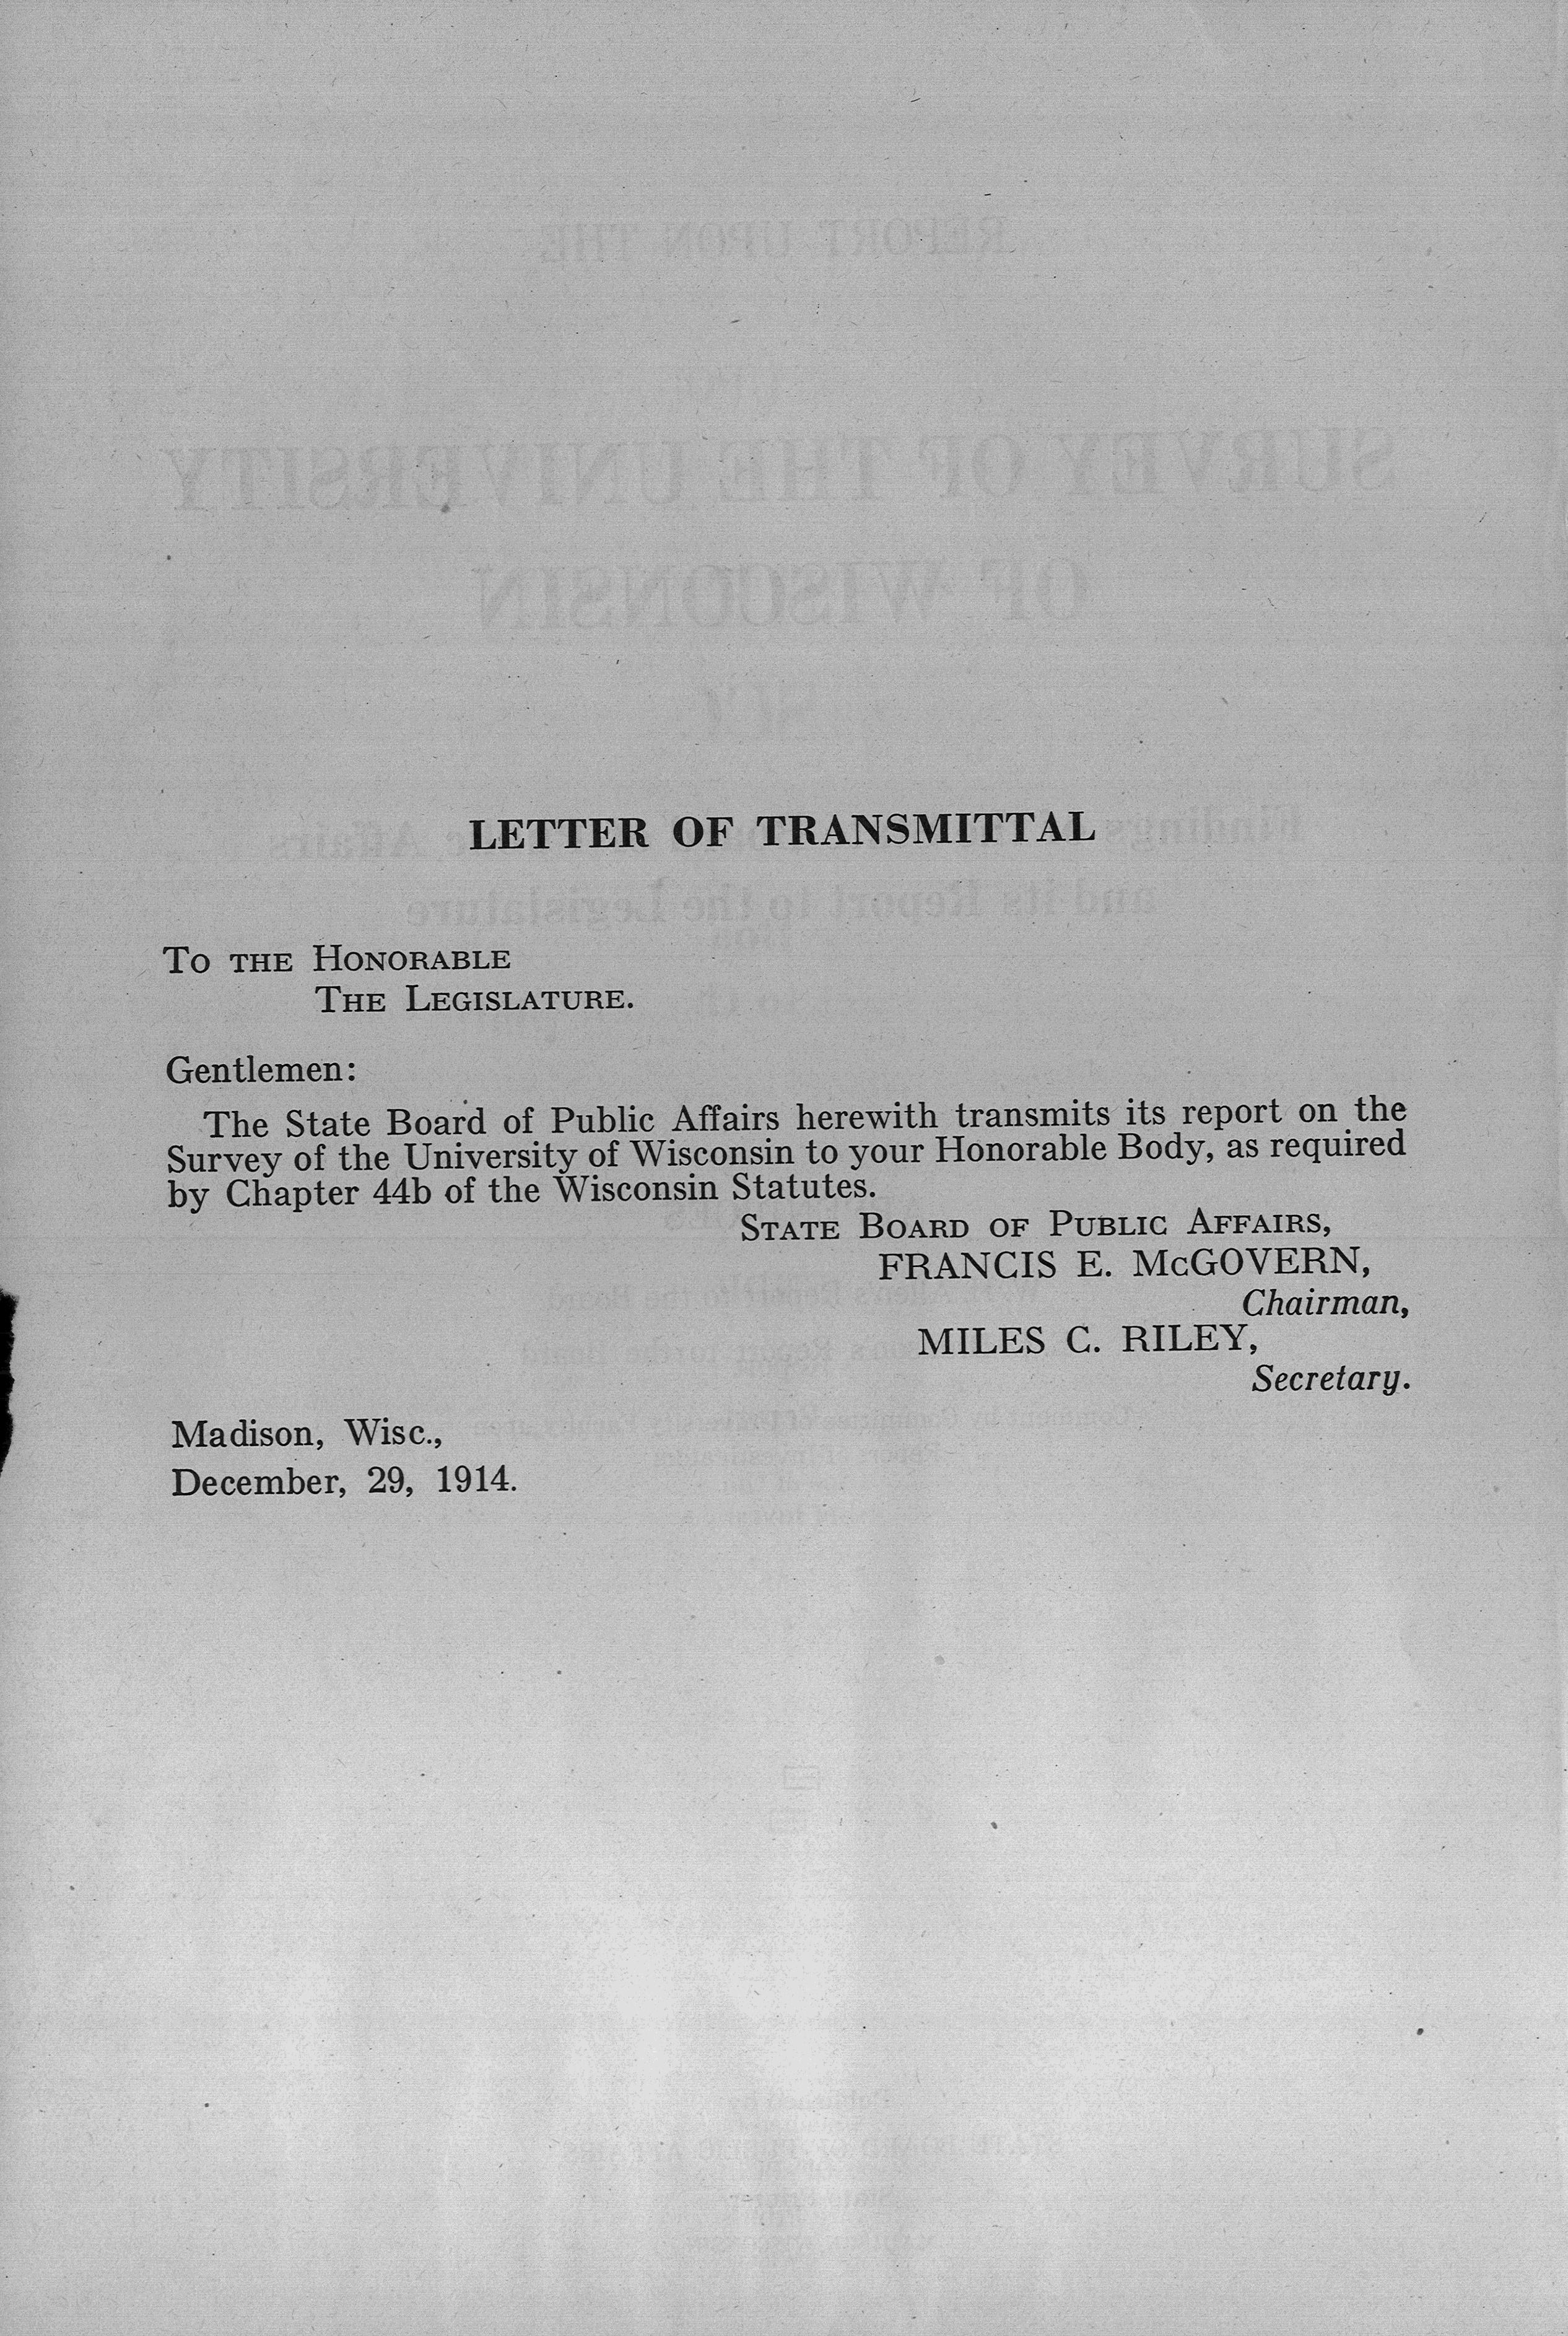 LETTER OF TRANSMITTAL
TO THE HONORABLE
THE LEGISLATURE.
Gentlemen:
The State Board of Public Affairs herewith transmits its report on the
Survey of the University of Wisconsin to your Honorable Body, as required
by Chapter 44b of the Wisconsin Statutes.
STATE BOARD OF PUBLIC AFFAIRS,
FRANCIS E. McGOVERN,
Chairman,
MILES C. RILEY,
Secretary.
Madison, Wisc.,
December, 29, 1914.